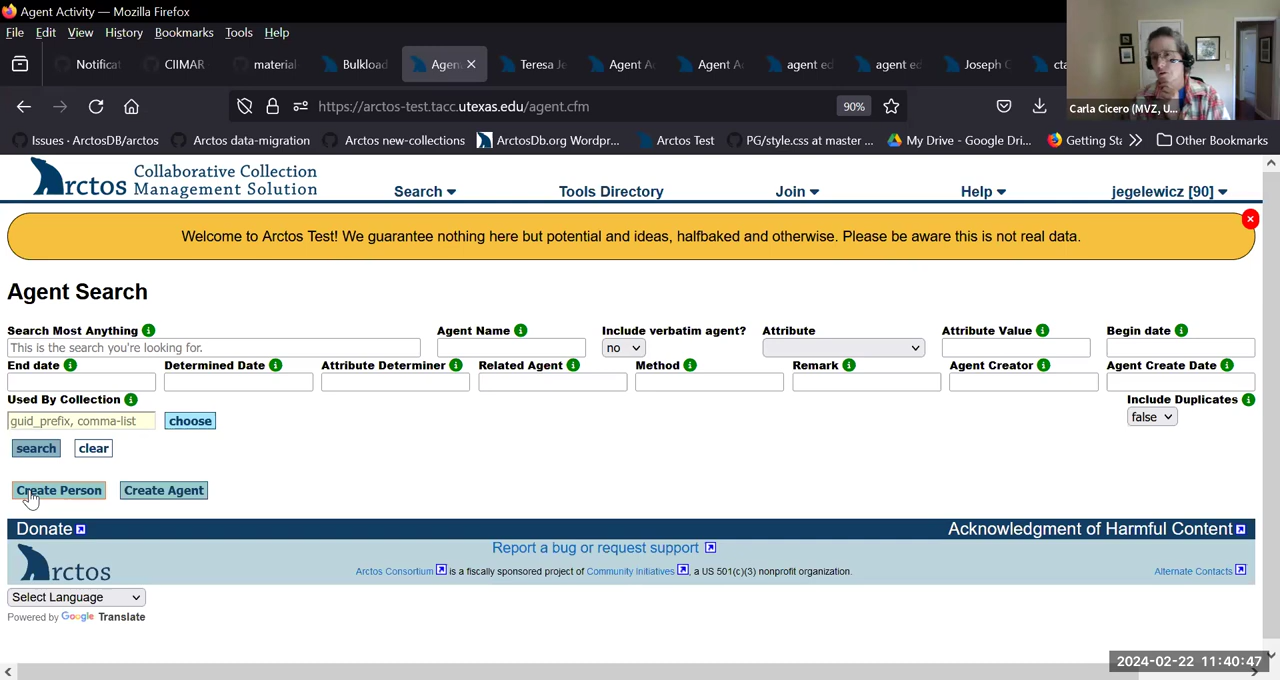 Agent Activity — Mozilla Firefox
File Edit View History Bookmarks Tools Help
Notificat CIIMAR material Bulkload Agen Teresa Je Agent A Agent A agent ed agent ed Joseph C cta
https://arctos-test.tacc.utexas.edu/agent.cfm 90%
Carla Cicero (MVZ, U...
Issues · ArctosDB/arctos Arctos data-migration Arctos new-collections ArctosDb.org Wordpr... Arctos Test PG/style.css at master ... My Drive – Google Dri... Getting Sta Other Bookmarks
Arctos Collaborative Collection Management Solution
Search Tools Directory Join Help jegelewicz [90]
Welcome to Arctos Test! We guarantee nothing here but potential and ideas, halfbaked and otherwise. Please be aware this is not real data.
Agent Search
Search Most Anything Agent Name Include verbatim agent? Attribute Attribute Value Begin date
This is the search you're looking for. no
End date Determined Date Attribute Determiner Related Agent Method Remark Agent Creator Agent Create Date
Used By Collection Include Duplicates
guid_prefix, comma-list choose false
search clear
Create Person Create Agent
Donate Acknowledgment of Harmful Content
Report a bug or request support
Arctos Arctos Consortium is a fiscally sponsored project of Community Initiatives, a US 501(c)(3) nonprofit organization. Alternate Contacts
Select Language
Powered by Google Translate
2024-02-22 11:40:47